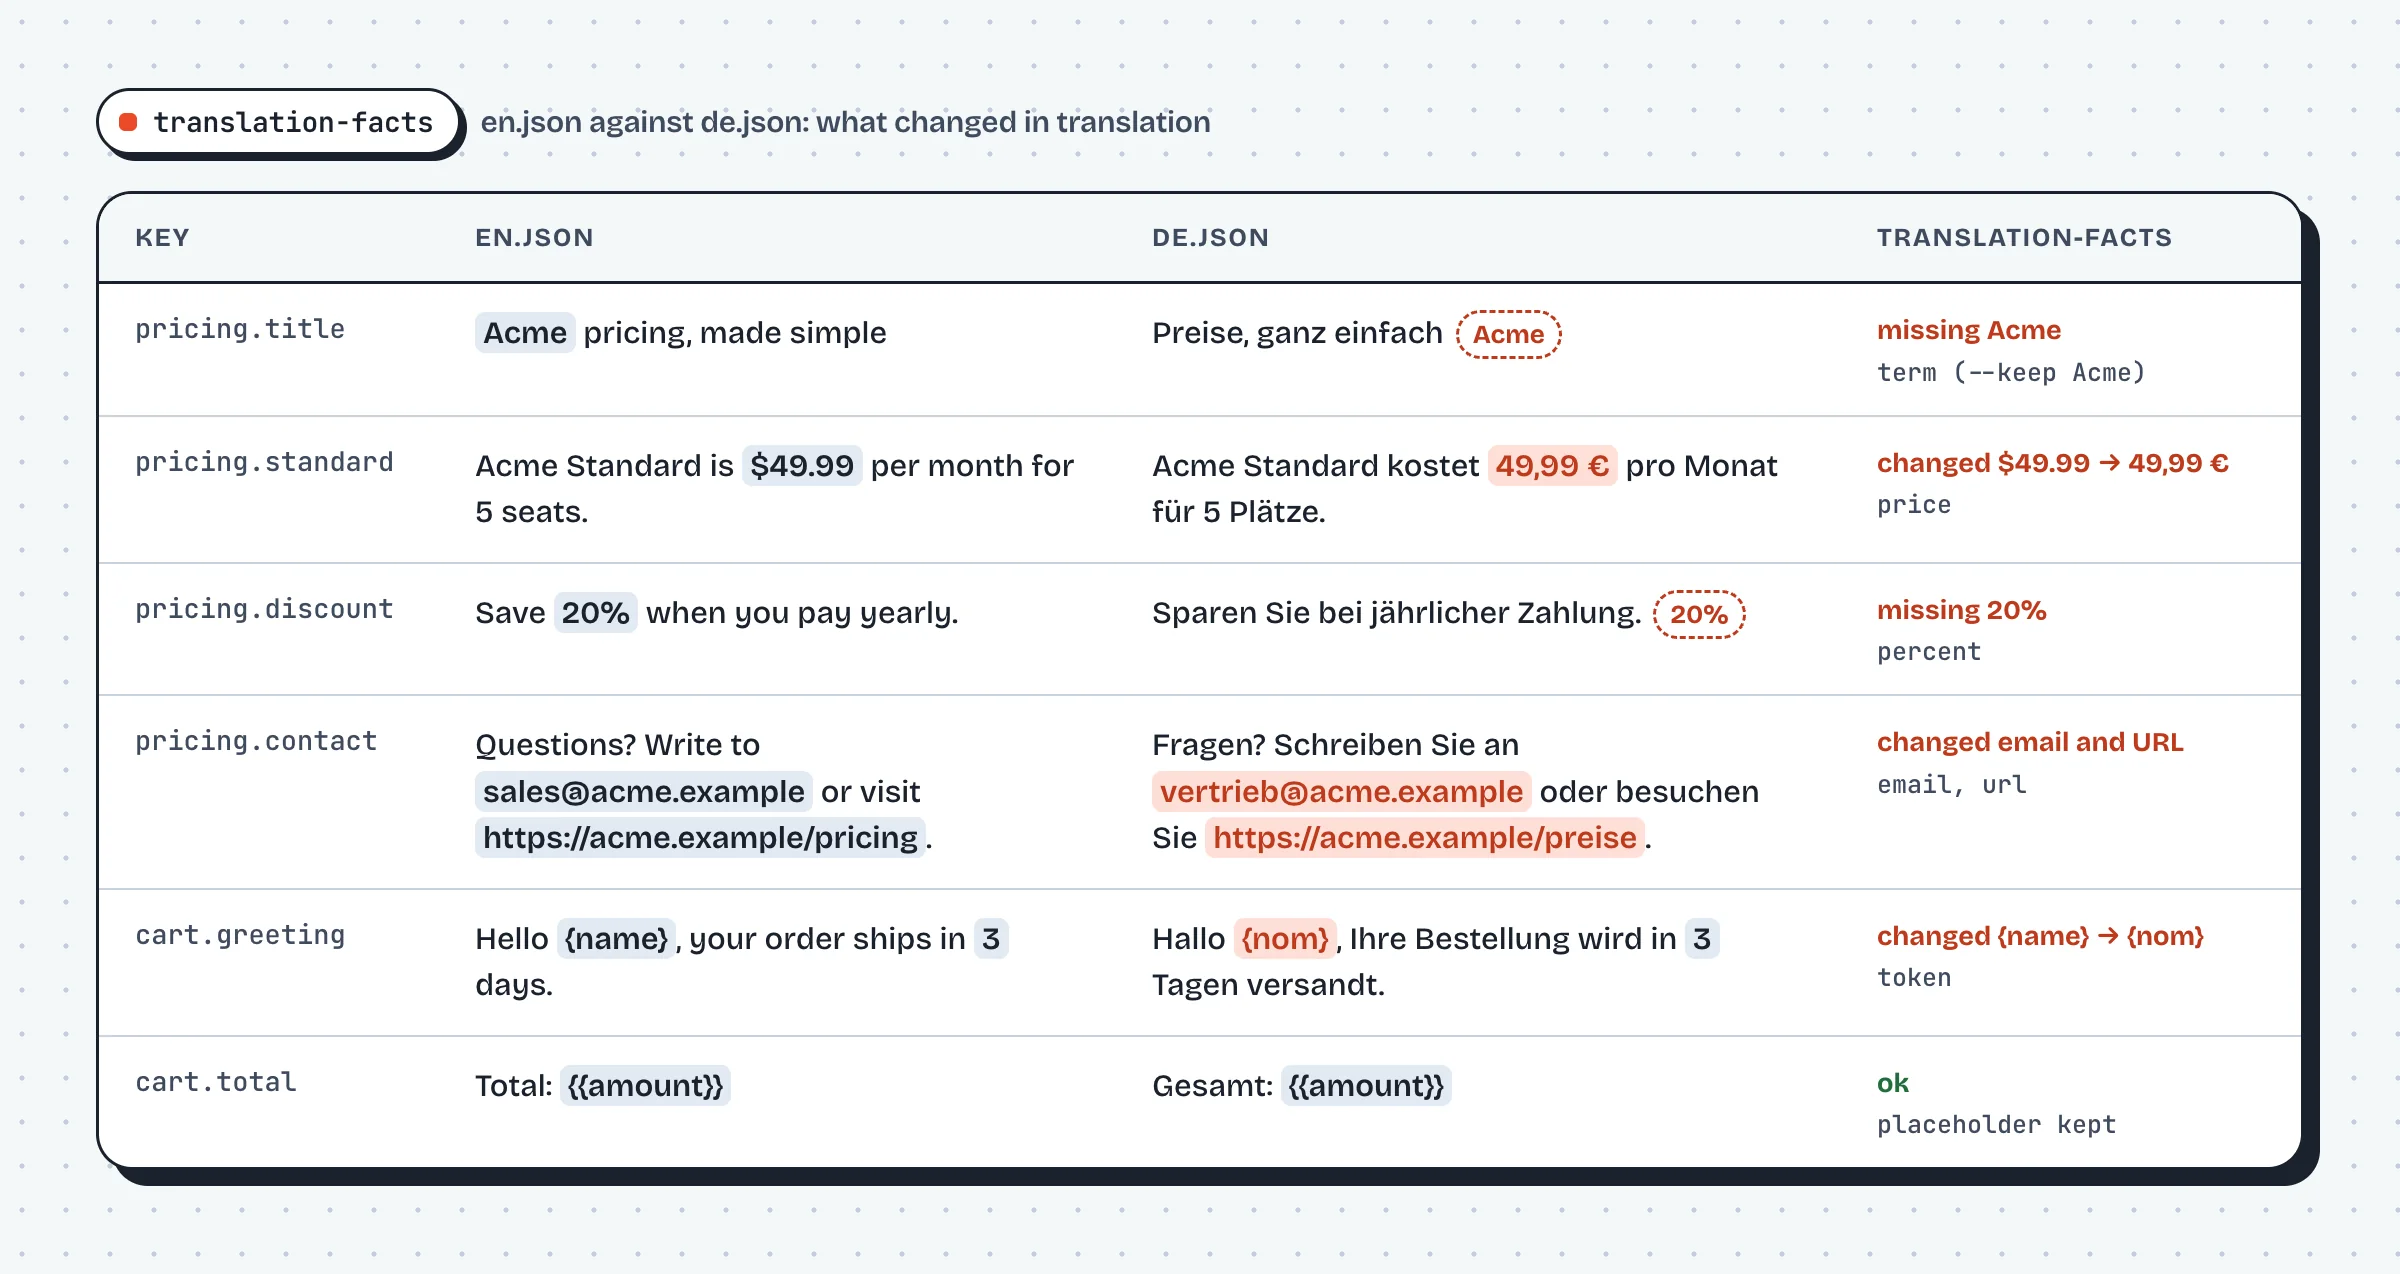 translation-facts en.json against de.json: what changed in translation
KEY EN.JSON DE.JSON TRANSLATION-FACTS
pricing.title Acme pricing, made simple Preise, ganz einfach Acme missing Acme
term (--keep Acme)
pricing.standard Acme Standard is $49.99 per month for Acme Standard kostet 49,99 € pro Monat changed $49.99 → 49,99 €
5 seats. für 5 Plätze. price
pricing.discount Save 20% when you pay yearly. Sparen Sie bei jährlicher Zahlung. 20% missing 20%
percent
pricing.contact Questions? Write to Fragen? Schreiben Sie an changed email and URL
sales@acme.example or visit vertrieb@acme.example oder besuchen email, url
https://acme.example/pricing. Sie https://acme.example/preise.
cart.greeting Hello {name}, your order ships in 3 Hallo {nom}, Ihre Bestellung wird in 3 changed {name} → {nom}
days. Tagen versandt. token
cart.total Total: {{amount}} Gesamt: {{amount}} ok
placeholder kept